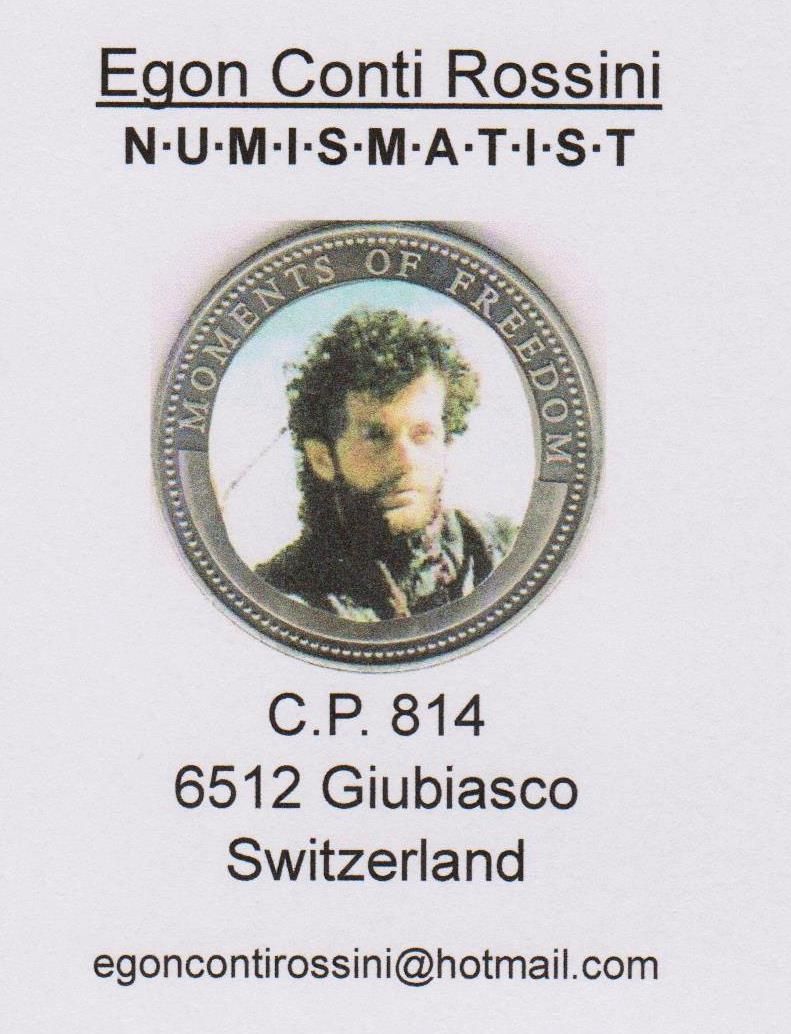 Egon Conti Rossini
N·U·M·I·S·M·A·T·I·S·T
MOMENTS OF FREEDOM
C.P. 814
6512 Giubiasco
Switzerland
egoncontirossini@hotmail.com